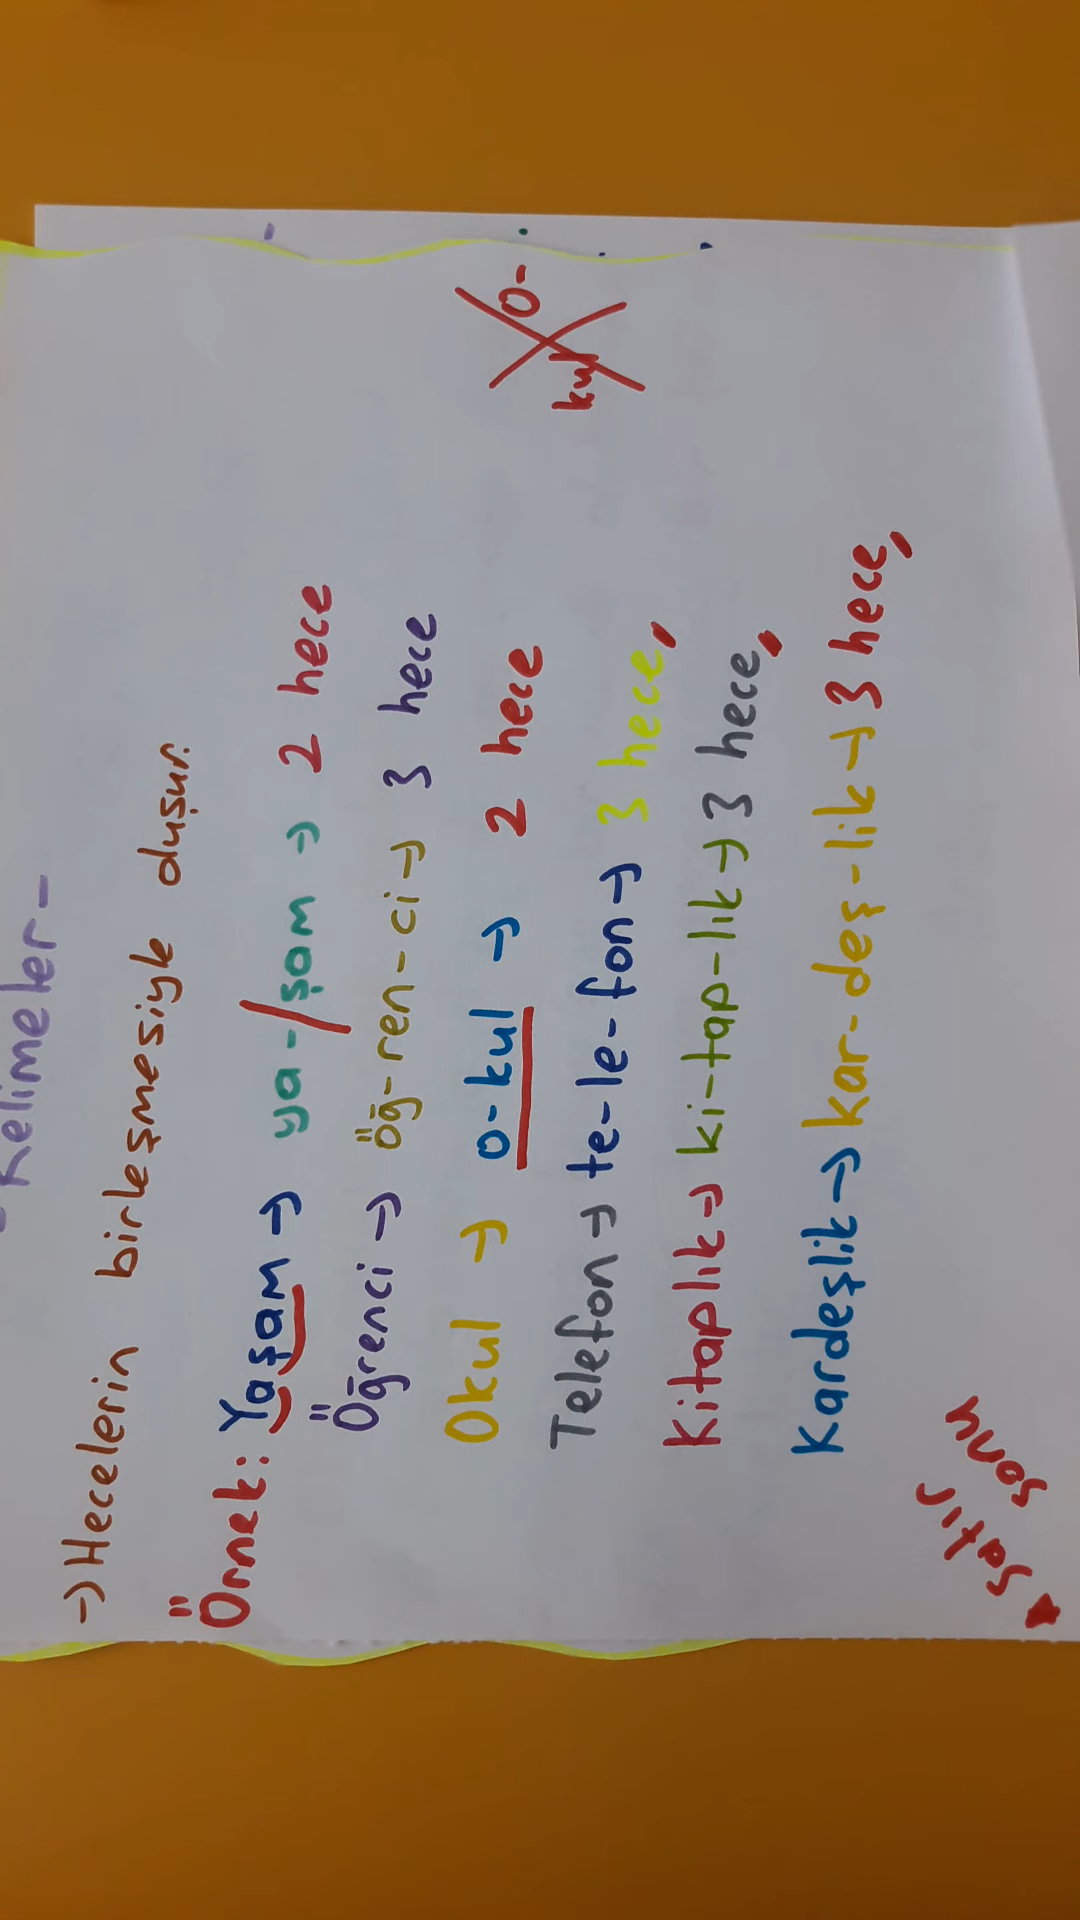 - Kelimeler -
→ Hecelerin birleşmesiyle oluşur.
Örnek: Yaşam → ya - şam → 2 hece
Öğrenci → öğ - ren - ci → 3 hece
Okul → o - kul → 2 hece
Telefon → te - le - fon → 3 hece,
Kitaplık → ki - tap - lık → 3 hece,
Kardeşlik → kar - deş - lik → 3 hece,
o-
kul
★ Satır
sonu